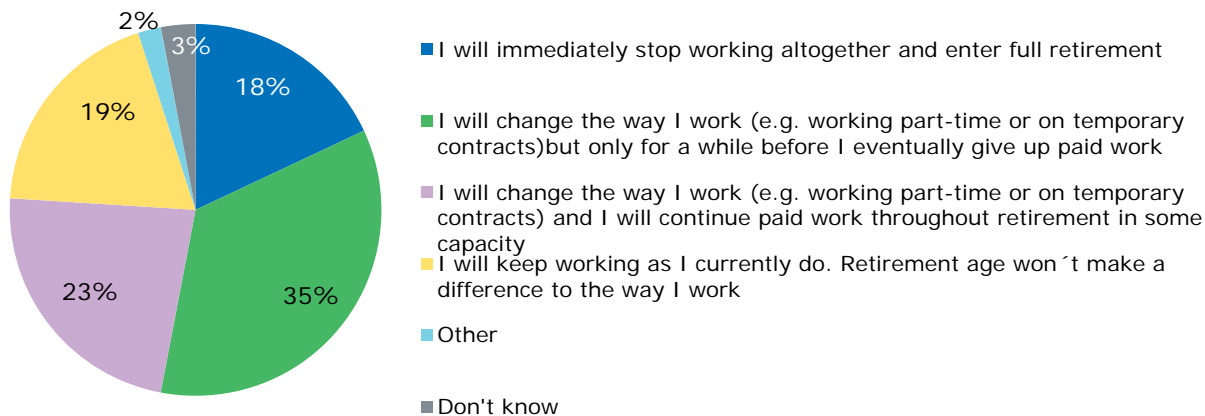 2%
3%
18%
19%
23%
35%
I will immediately stop working altogether and enter full retirement
I will change the way I work (e.g. working part-time or on temporary
contracts)but only for a while before I eventually give up paid work
I will change the way I work (e.g. working part-time or on temporary
contracts) and I will continue paid work throughout retirement in some
capacity
I will keep working as I currently do. Retirement age won´t make a
difference to the way I work
Other
Don't know